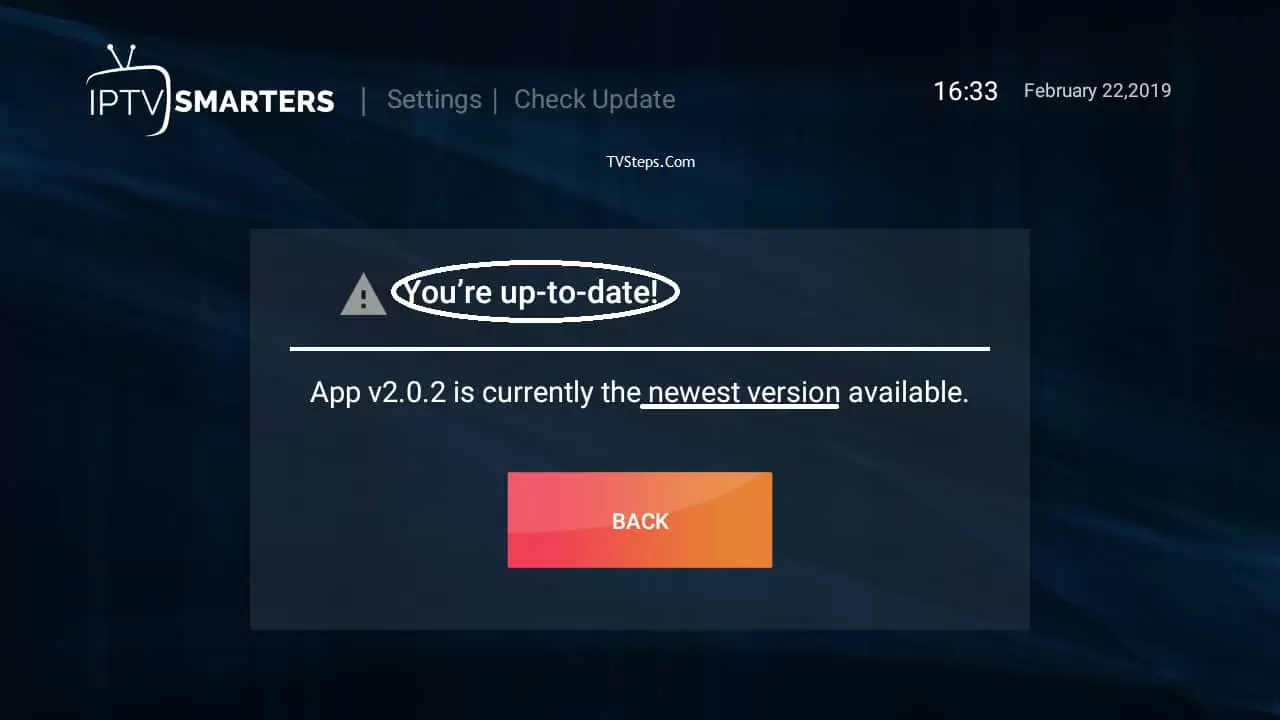 IPTV SMARTERS | Settings | Check Update 16:33 February 22,2019
TVSteps.Com
You’re up-to-date!
App v2.0.2 is currently the newest version available.
BACK